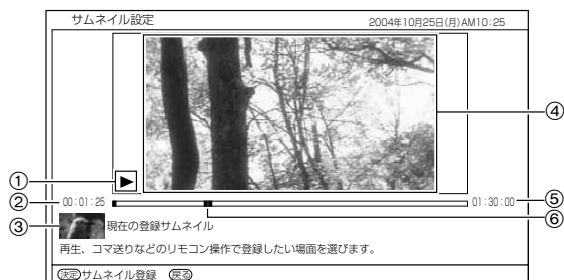 サムネイル設定
2004年10月25日(月)AM10:25
④
①
② 00:01:25 01:30:00 ⑤
⑥
③ 現在の登録サムネイル
再生、コマ送りなどのリモコン操作で登録したい場面を選びます。
決定 サムネイル登録 戻る